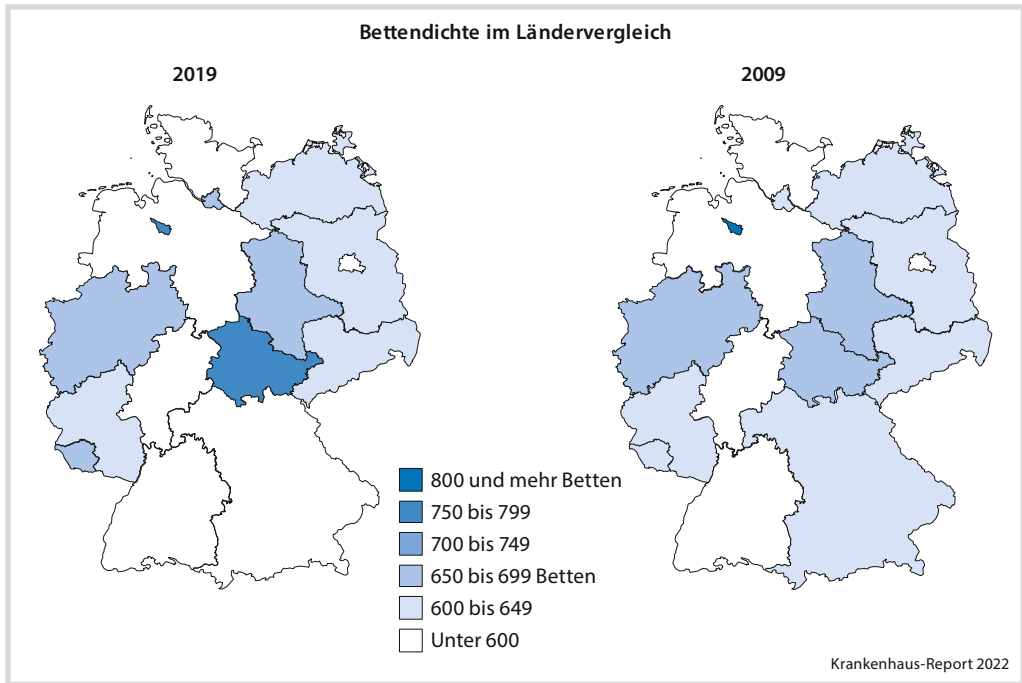 Bettendichte im Ländervergleich
2019
2009
800 und mehr Betten
750 bis 799
700 bis 749
650 bis 699 Betten
600 bis 649
Unter 600
Krankenhaus-Report 2022